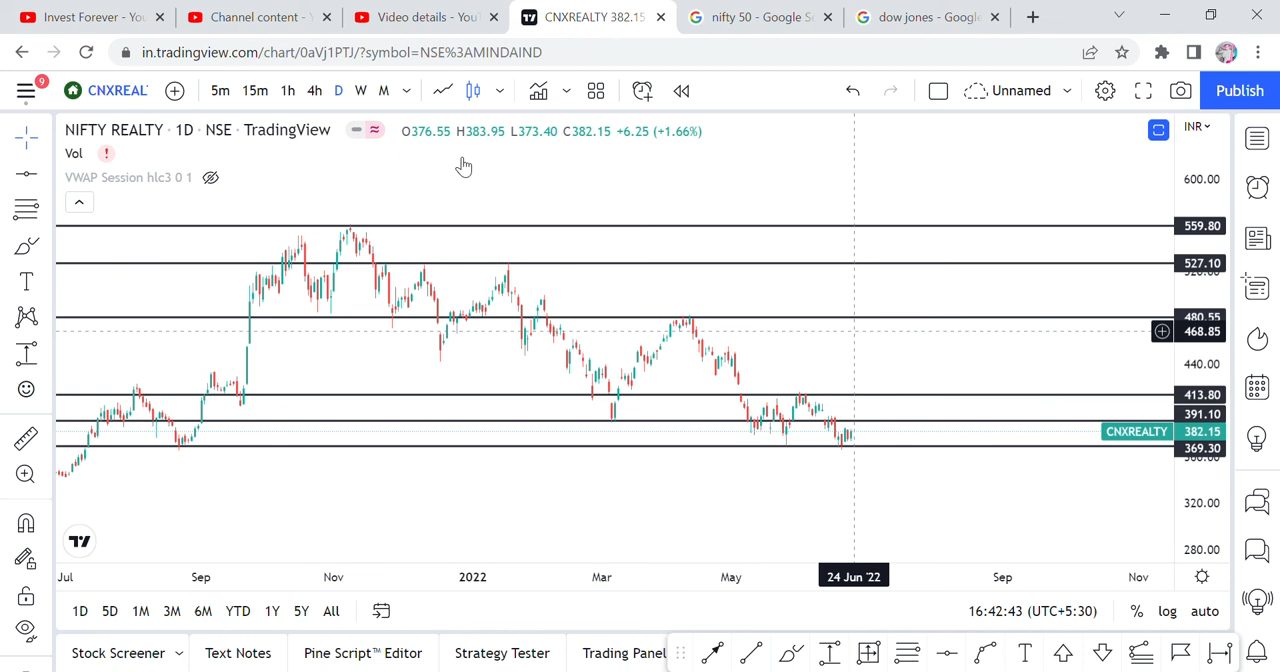 Invest Forever - You
Channel content -
Video details - You
CNXREALTY 382.15
nifty 50 - Google S
dow jones - Google
in.tradingview.com/chart/0aVj1PTJ/?symbol=NSE%3AMINDAIND
9
CNXREAL
5m 15m 1h 4h D W M
Unnamed
Publish
NIFTY REALTY · 1D · NSE · TradingView
O376.55 H383.95 L373.40 C382.15 +6.25 (+1.66%)
INR
Vol !
VWAP Session hlc3 0 1
600.00
559.80
527.10
480.55
468.85
440.00
413.80
391.10
CNXREALTY 382.15
369.30
320.00
280.00
Jul Sep Nov 2022 Mar May 24 Jun '22 Sep Nov
1D 5D 1M 3M 6M YTD 1Y 5Y All
16:42:43 (UTC+5:30) % log auto
Stock Screener Text Notes Pine Script™ Editor Strategy Tester Trading Panel